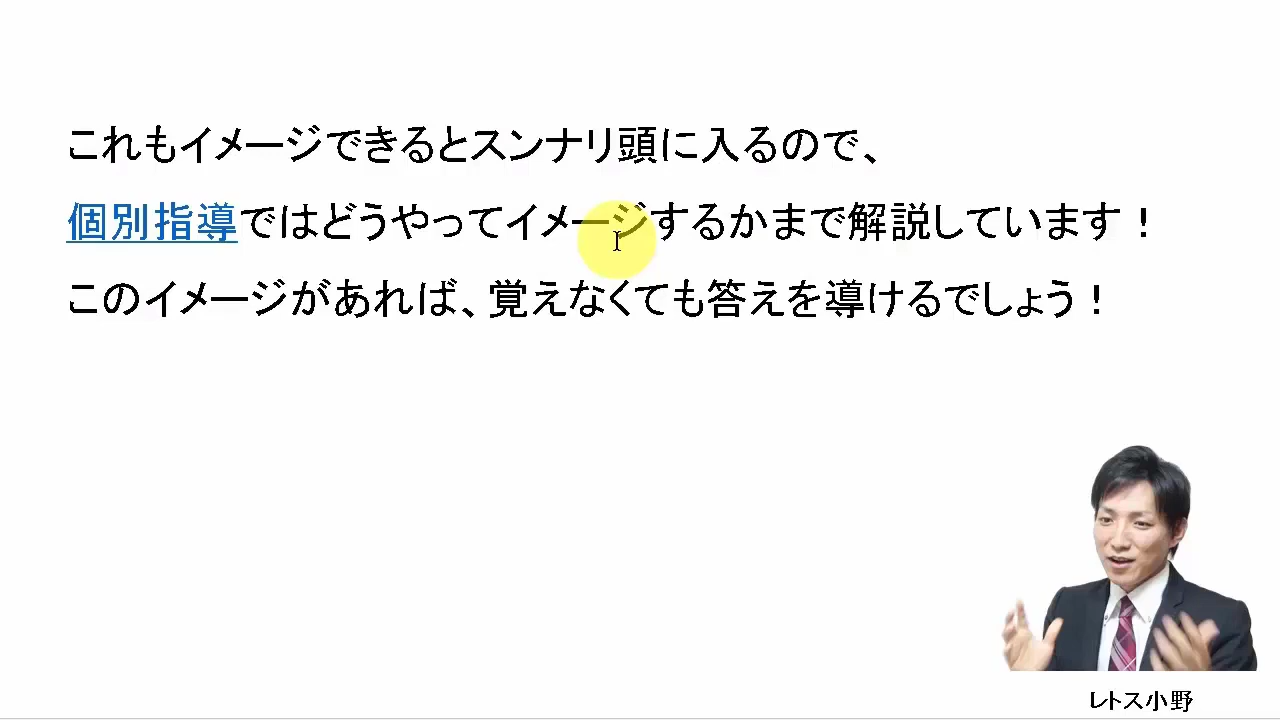 これもイメージできるとスンナリ頭に入るので、
個別指導ではどうやってイメージするかまで解説しています！
このイメージがあれば、覚えなくても答えを導けるでしょう！
レトス小野